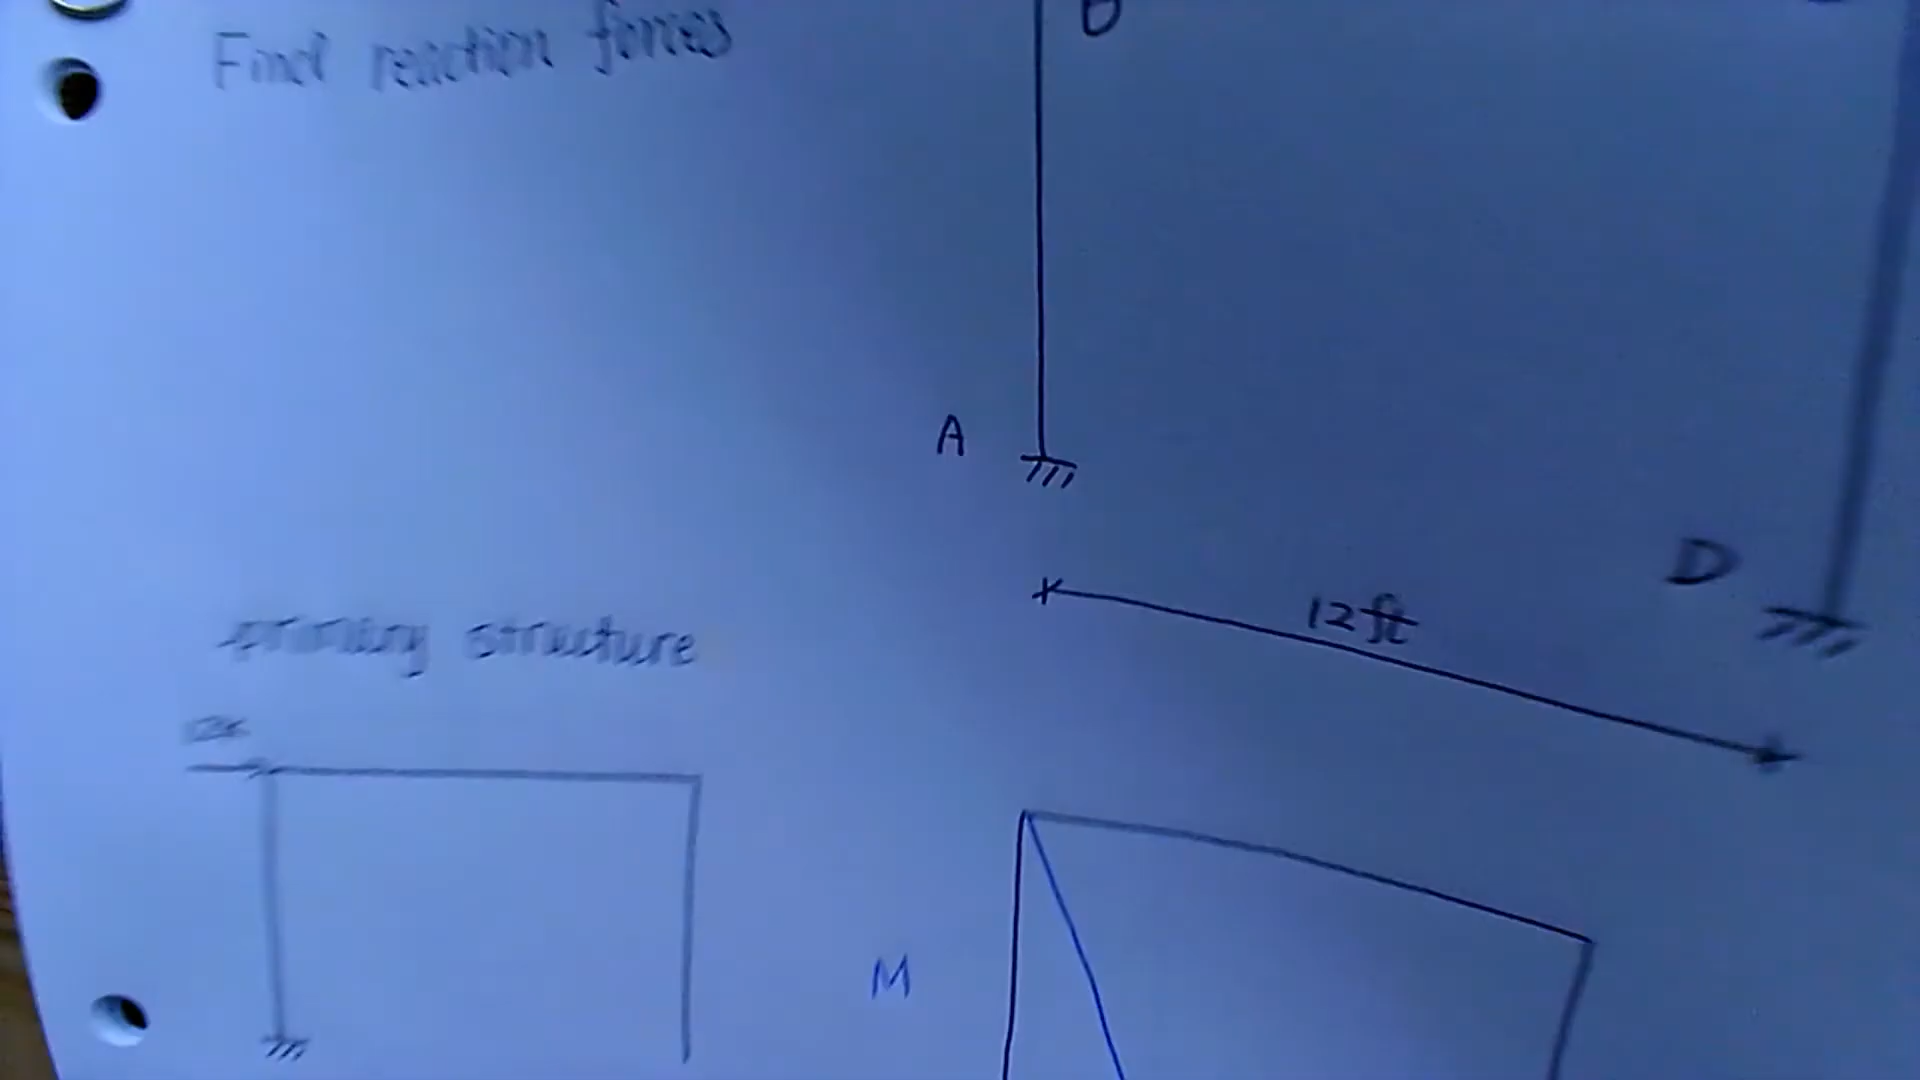 Find reaction forces
B
A
D
12ft
primary structure
M